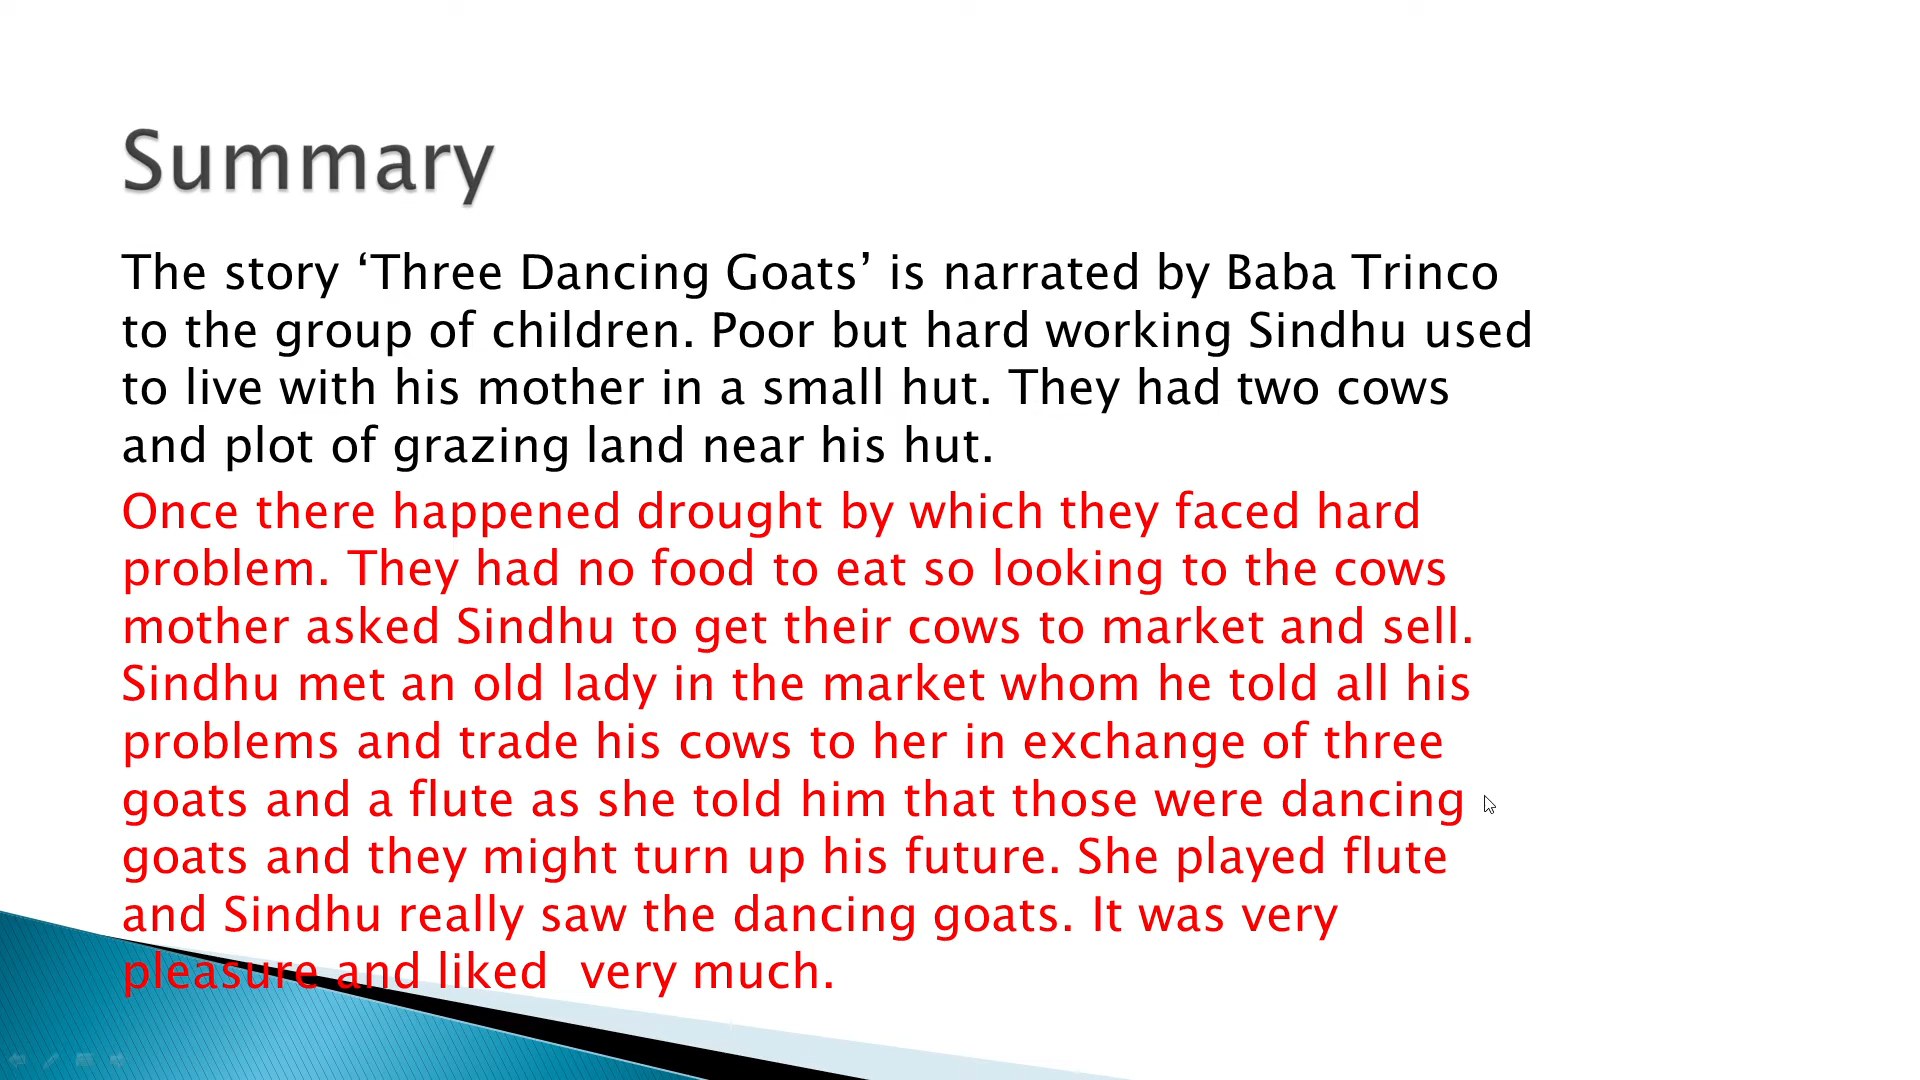 Summary
The story ‘Three Dancing Goats’ is narrated by Baba Trinco
to the group of children. Poor but hard working Sindhu used
to live with his mother in a small hut. They had two cows
and plot of grazing land near his hut.
Once there happened drought by which they faced hard
problem. They had no food to eat so looking to the cows
mother asked Sindhu to get their cows to market and sell.
Sindhu met an old lady in the market whom he told all his
problems and trade his cows to her in exchange of three
goats and a flute as she told him that those were dancing
goats and they might turn up his future. She played flute
and Sindhu really saw the dancing goats. It was very
pleasure and liked  very much.